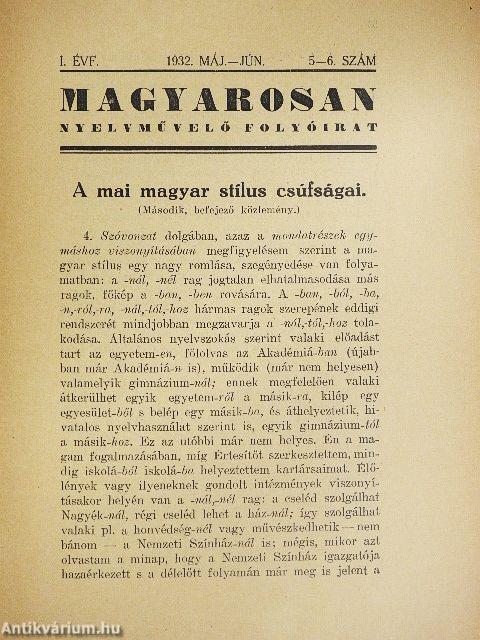 I. ÉVF. 1932. MÁJ.—JÚN. 5—6. SZÁM
MAGYAROSAN
NYELVMŰVELŐ FOLYÓIRAT
A mai magyar stílus csúfságai.
(Második, befejező közlemény.)
4. Szóvonzat dolgában, azaz a mondatrészek egy-
máshoz viszonyításában megfigyelésem szerint a ma-
gyar stílus egy nagy romlása, szegényedése van folya-
matban: a -nál, -nél rag jogtalan elhatalmasodása más
ragok, főkép a -ban, -ben rovására. A -ban, -ból, -ba,
-n,-ról,-ra, -nál,-tól,-hoz hármas ragok szerepének eddigi
rendszerét mindjobban megzavarja a -nál,-tól,-hoz tola-
kodása. Általános nyelvszokás szerint valaki előadást
tart az egyetem-en, fölolvas az Akadémiá-ban (újab-
ban már Akadémiá-n is), működik (már nem helyesen)
valamelyik gimnázium-nál; ennek megfelelően valaki
átkerülhet egyik egyetem-ről a másik-ra, kilép egy
egyesület-ből s belép egy másik-ba, és áthelyeztetik, hi-
vatalos nyelvhasználat szerint is, egyik gimnázium-tól
a másik-hoz. Ez az utóbbi már nem helyes. Én a ma-
gam fogalmazásában, míg Értesítőt szerkesztettem, min-
dig iskolá-ból iskolá-ba helyeztettem kartársaimat. Élő-
lények vagy ilyeneknek gondolt intézmények viszonyí-
tásakor helyén van a -nál,-nél rag: a cseléd szolgálhat
Nagyék-nál, régi cseléd lehet a ház-nál; így szolgálhat
valaki pl. a honvédség-nél vagy művészkedhetik — nem
bánom — a Nemzeti Színház-nál is; mégis, mikor azt
olvastam a minap, hogy a Nemzeti Színház igazgatója
hazaérkezett s a délelőtt folyamán már meg is jelent a
Antikvárium.hu